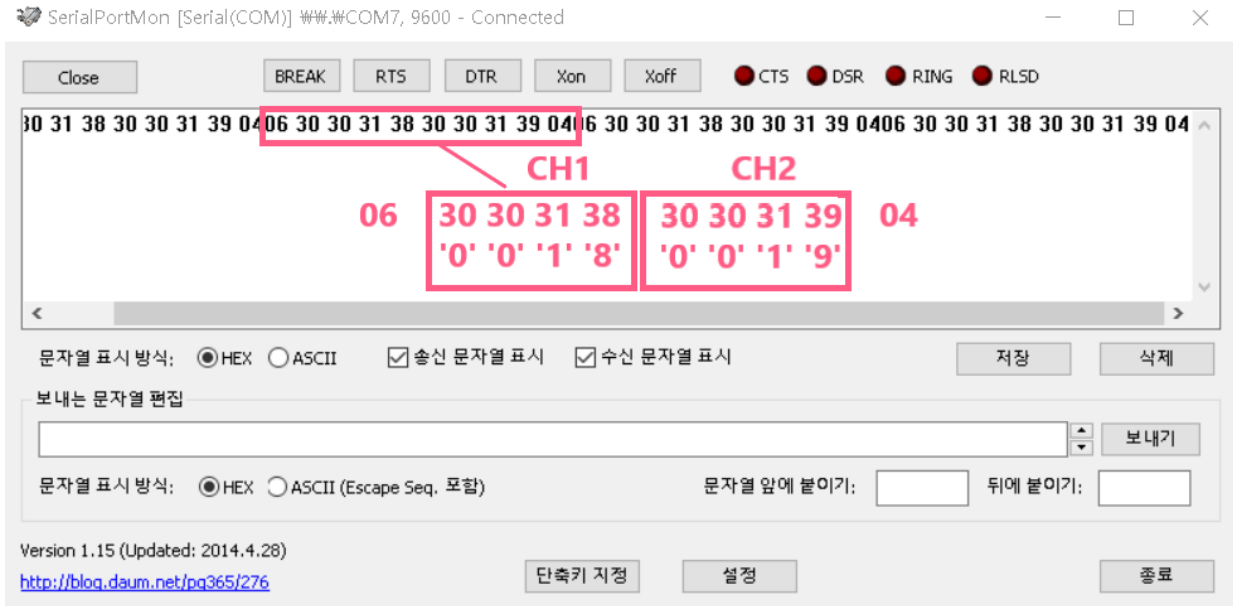 SerialPortMon [Serial(COM)] ₩₩.₩COM7, 9600 - Connected
Close BREAK RTS DTR Xon Xoff CTS DSR RING RLSD
30 31 38 30 30 31 39 0406 30 30 31 38 30 30 31 39 0406 30 30 31 38 30 30 31 39 0406 30 30 31 38 30 30 31 39 04
CH1 CH2
06 30 30 31 38 30 30 31 39 04
'0' '0' '1' '8' '0' '0' '1' '9'
문자열 표시 방식: HEX ASCII 송신 문자열 표시 수신 문자열 표시 저장 삭제
보내는 문자열 편집
보내기
문자열 표시 방식: HEX ASCII (Escape Seq. 포함) 문자열 앞에 붙이기: 뒤에 붙이기:
Version 1.15 (Updated: 2014.4.28)
http://blog.daum.net/pg365/276 단축키 지정 설정 종료